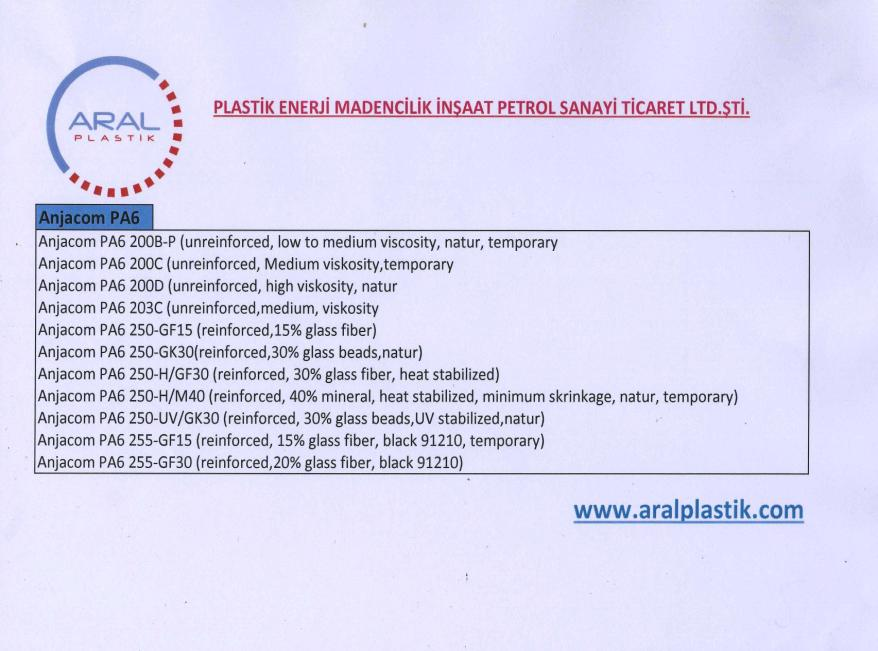 ARAL
PLASTIK
PLASTİK ENERJİ MADENCİLİK İNŞAAT PETROL SANAYİ TİCARET LTD.ŞTİ.
Anjacom PA6
Anjacom PA6 200B-P (unreinforced, low to medium viscosity, natur, temporary
Anjacom PA6 200C (unreinforced, Medium viskosity,temporary
Anjacom PA6 200D (unreinforced, high viskosity, natur
Anjacom PA6 203C (unreinforced,medium, viskosity
Anjacom PA6 250-GF15 (reinforced,15% glass fiber)
Anjacom PA6 250-GK30(reinforced,30% glass beads,natur)
Anjacom PA6 250-H/GF30 (reinforced, 30% glass fiber, heat stabilized)
Anjacom PA6 250-H/M40 (reinforced, 40% mineral, heat stabilized, minimum skrinkage, natur, temporary)
Anjacom PA6 250-UV/GK30 (reinforced, 30% glass beads,UV stabilized,natur)
Anjacom PA6 255-GF15 (reinforced, 15% glass fiber, black 91210, temporary)
Anjacom PA6 255-GF30 (reinforced,20% glass fiber, black 91210)
www.aralplastik.com